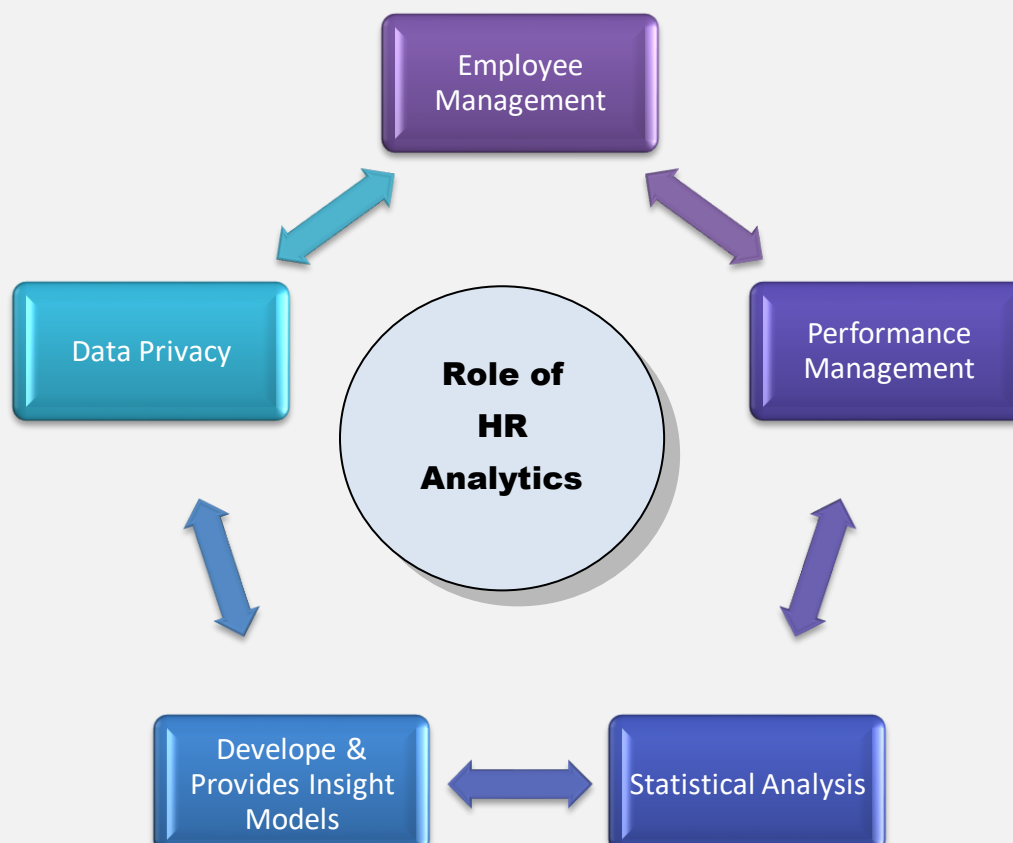 Employee
Management
Data Privacy
Performance
Management
Role of
HR
Analytics
Develope &
Provides Insight
Models
Statistical Analysis